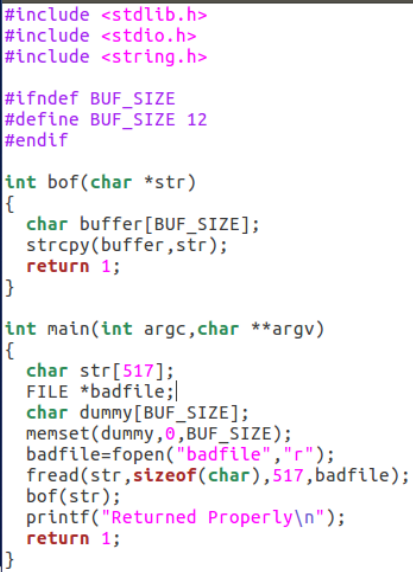 #include <stdlib.h>
#include <stdio.h>
#include <string.h>

#ifndef BUF_SIZE
#define BUF_SIZE 12
#endif

int bof(char *str)
{
  char buffer[BUF_SIZE];
  strcpy(buffer,str);
  return 1;
}

int main(int argc,char **argv)
{
  char str[517];
  FILE *badfile;
  char dummy[BUF_SIZE];
  memset(dummy,0,BUF_SIZE);
  badfile=fopen("badfile","r");
  fread(str,sizeof(char),517,badfile);
  bof(str);
  printf("Returned Properly\n");
  return 1;
}